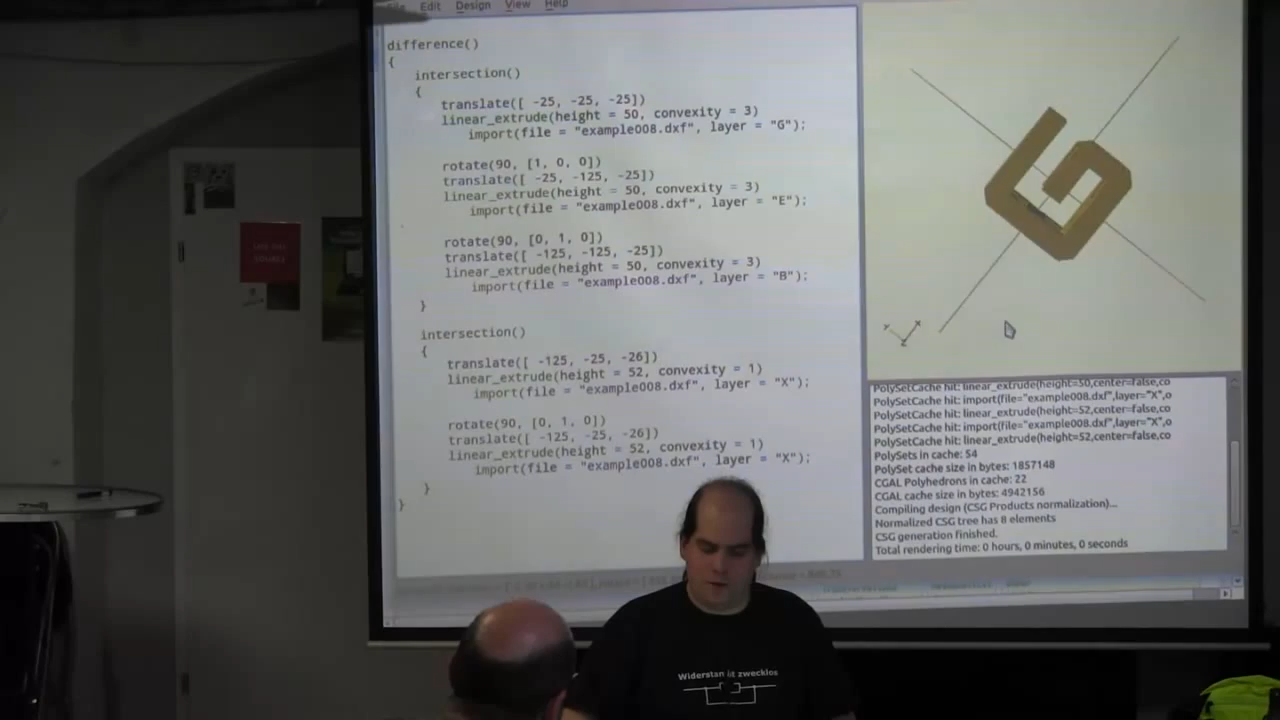 File Edit Design View Help
difference()
{
intersection()
{
translate([ -25, -25, -25])
linear_extrude(height = 50, convexity = 3)
import(file = "example008.dxf", layer = "G");
rotate(90, [1, 0, 0])
translate([ -25, -125, -25])
linear_extrude(height = 50, convexity = 3)
import(file = "example008.dxf", layer = "E");
rotate(90, [0, 1, 0])
translate([ -125, -125, -25])
linear_extrude(height = 50, convexity = 3)
import(file = "example008.dxf", layer = "B");
}
intersection()
{
translate([ -125, -25, -26])
linear_extrude(height = 52, convexity = 1)
import(file = "example008.dxf", layer = "X");
rotate(90, [0, 1, 0])
translate([ -125, -25, -26])
linear_extrude(height = 52, convexity = 1)
import(file = "example008.dxf", layer = "X");
}
}
PolySetCache hit: linear_extrude(height=50,center=false,co
PolySetCache hit: import(file="example008.dxf",layer="X",o
PolySetCache hit: linear_extrude(height=52,center=false,co
PolySetCache hit: import(file="example008.dxf",layer="X",o
PolySetCache hit: linear_extrude(height=52,center=false,co
PolySets in cache: 54
PolySet cache size in bytes: 1857148
CGAL Polyhedrons in cache: 22
CGAL cache size in bytes: 4942156
Compiling design (CSG Products normalization)...
Normalized CSG tree has 8 elements
CSG generation finished.
Total rendering time: 0 hours, 0 minutes, 0 seconds
Widerstan ist zwecklos